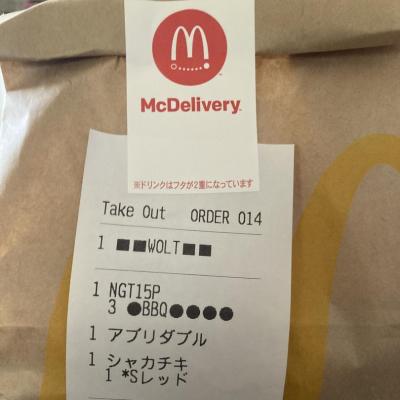 McDelivery
※ドリンクはフタが2重になっています
Take Out ORDER 014
1 ■■WOLT■■
1 NGT15P
3 ●BBQ●●●●
1 アブリダブル
1 シャカチキ
1 *Sレッド